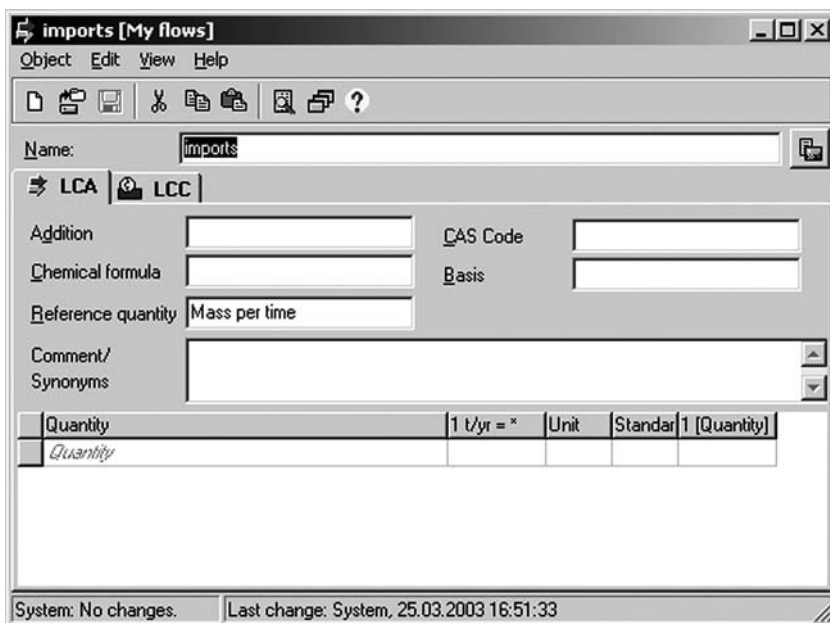 imports [My flows]
Object Edit View Help
Name: imports
LCA LCC
Addition CAS Code
Chemical formula Basis
Reference quantity Mass per time
Comment/
Synonyms
Quantity 1 t/yr = * Unit Standar 1 [Quantity]
Quantity
System: No changes. Last change: System, 25.03.2003 16:51:33